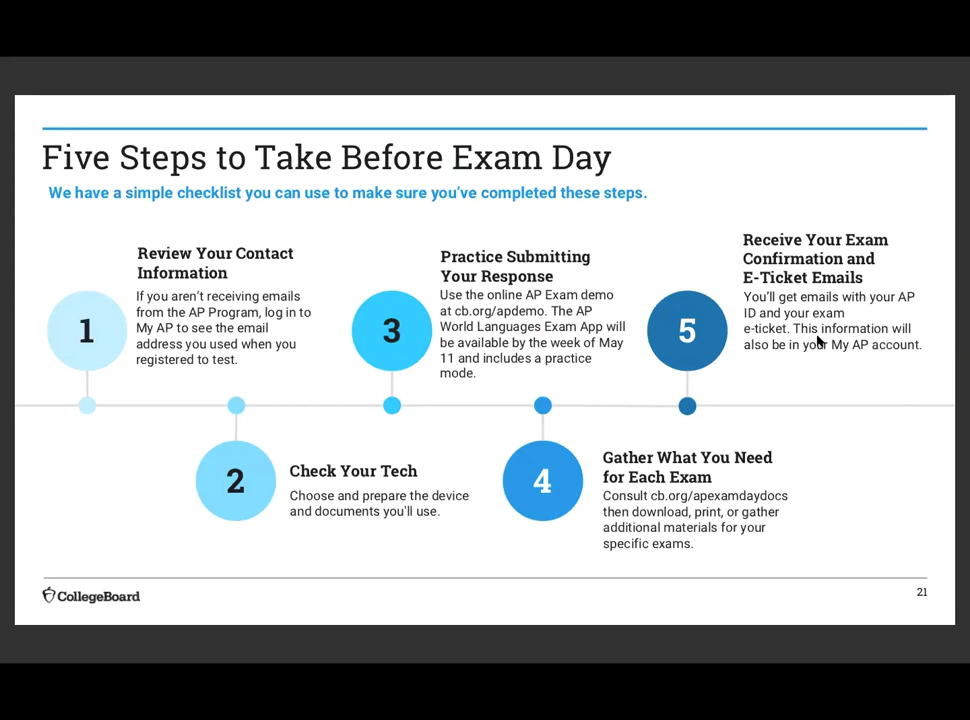 Five Steps to Take Before Exam Day
We have a simple checklist you can use to make sure you've completed these steps.
1
Review Your Contact
Information
If you aren't receiving emails
from the AP Program, log in to
My AP to see the email
address you used when you
registered to test.
2
Check Your Tech
Choose and prepare the device
and documents you'll use.
3
Practice Submitting
Your Response
Use the online AP Exam demo
at cb.org/apdemo. The AP
World Languages Exam App will
be available by the week of May
11 and includes a practice
mode.
4
Gather What You Need
for Each Exam
Consult cb.org/apexamdaydocs
then download, print, or gather
additional materials for your
specific exams.
5
Receive Your Exam
Confirmation and
E-Ticket Emails
You'll get emails with your AP
ID and your exam
e-ticket. This information will
also be in your My AP account.
CollegeBoard
21